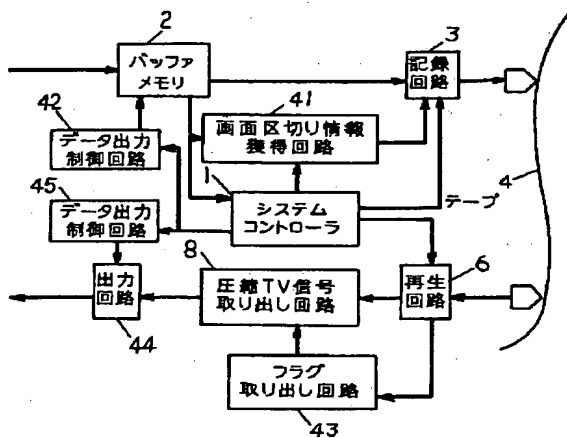 2
バッファ
メモリ
3
記録
回路
42
データ出力
制御回路
41
画面区切り情報
獲得回路
45
データ出力
制御回路
1
システム
コントローラ
テープ
4
8
出力
回路
44
圧縮TV信号
取り出し回路
6
再生
回路
フラグ
取り出し回路
43